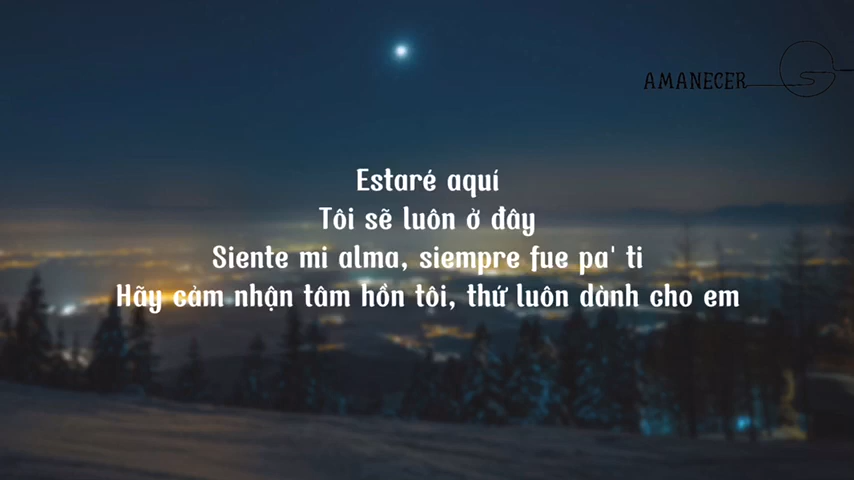 AMANECER
Estaré aquí
Tôi sẽ luôn ở đây
Siente mi alma, siempre fue pa' ti
Hãy cảm nhận tâm hồn tôi, thứ luôn dành cho em